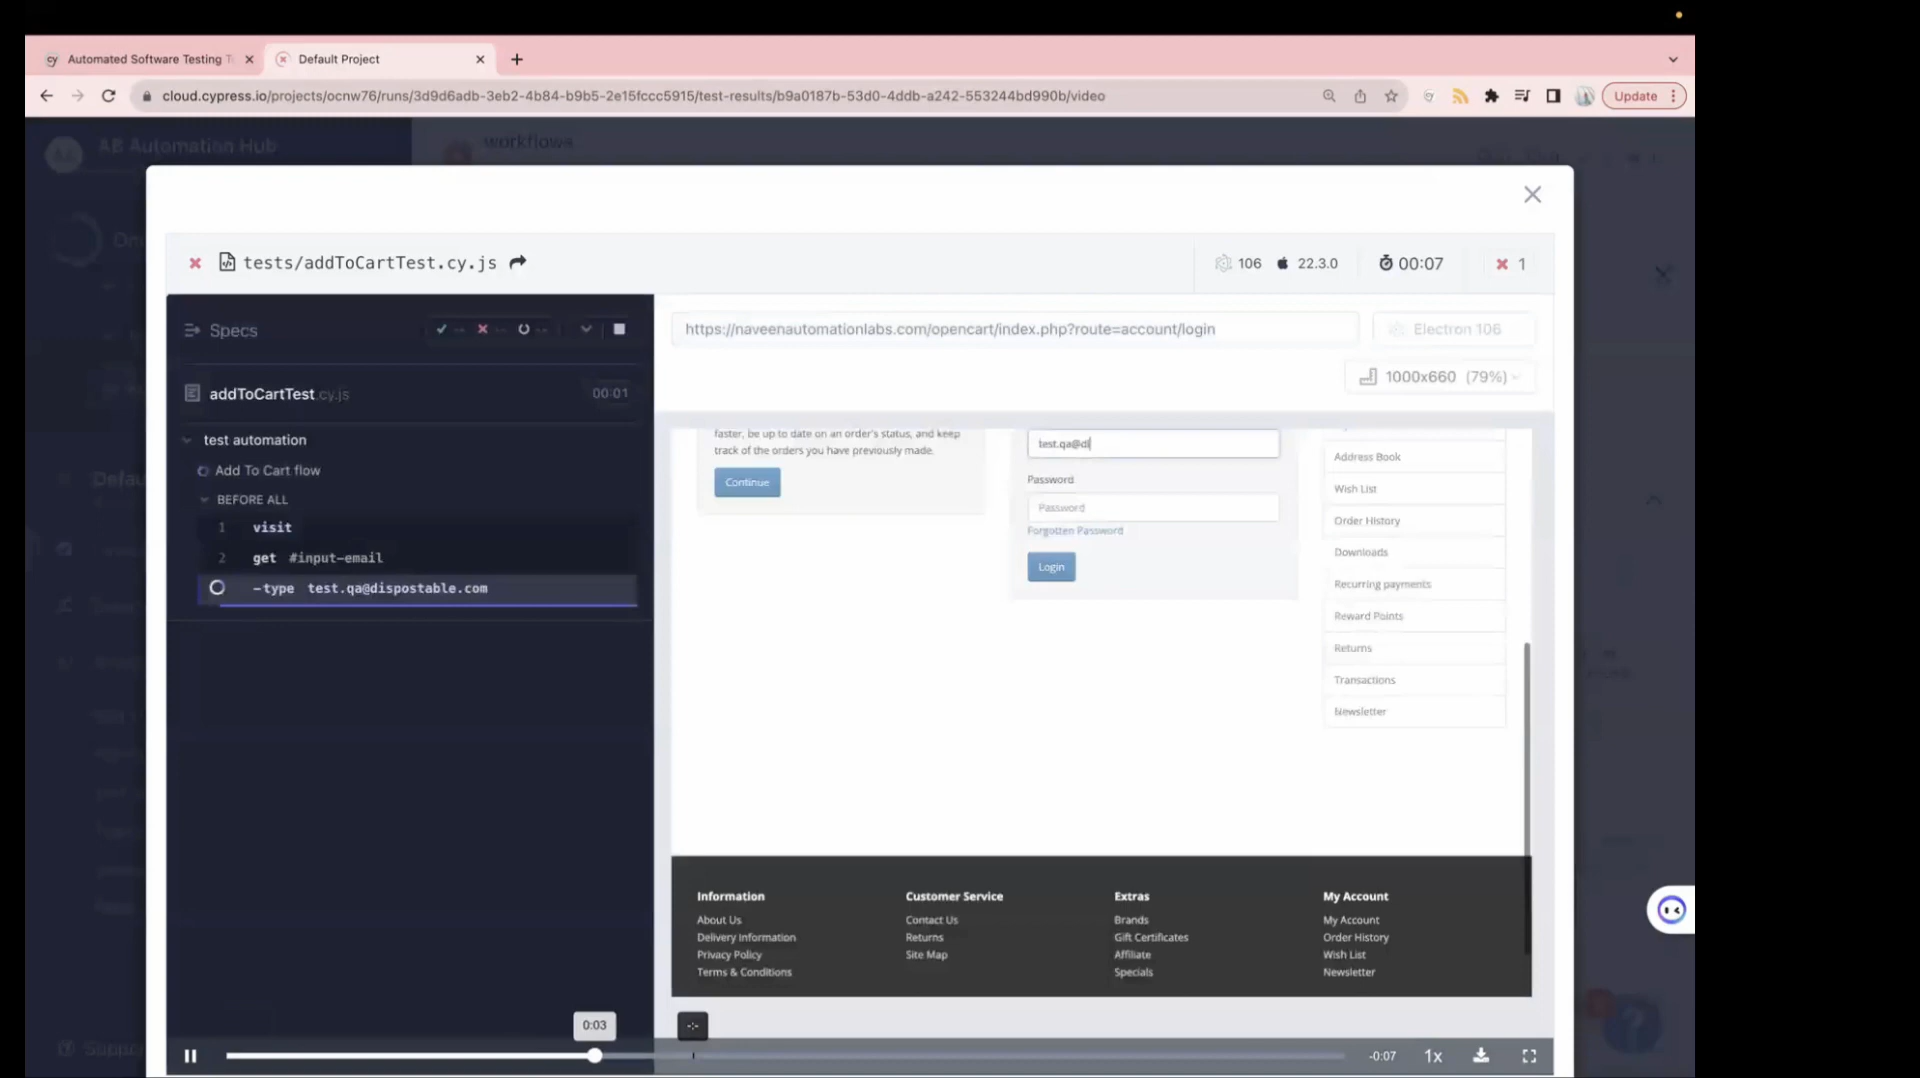 Automated Software Testing T
Default Project
cloud.cypress.io/projects/ocnw76/runs/3d9d6adb-3eb2-4b84-b9b5-2e15fccc5915/test-results/b9a0187b-53d0-4ddb-a242-553244bd990b/video
Update
AB Automation Hub
workflows
tests/addToCartTest.cy.js
106
22.3.0
00:07
1
Specs
-- -- --
https://naveenautomationlabs.com/opencart/index.php?route=account/login
Electron 106
1000x660 (79%)
addToCartTest.cy.js
00:01
test automation
Add To Cart flow
BEFORE ALL
1 visit
2 get #input-email
-type test.qa@dispostable.com
faster, be up to date on an order's status, and keep
track of the orders you have previously made.
Continue
test.qa@di
Password
Password
Forgotten Password
Login
Address Book
Wish List
Order History
Downloads
Recurring payments
Reward Points
Returns
Transactions
Newsletter
Information
About Us
Delivery Information
Privacy Policy
Terms & Conditions
Customer Service
Contact Us
Returns
Site Map
Extras
Brands
Gift Certificates
Affiliate
Specials
My Account
My Account
Order History
Wish List
Newsletter
0:03
-:-
-0:07
1x